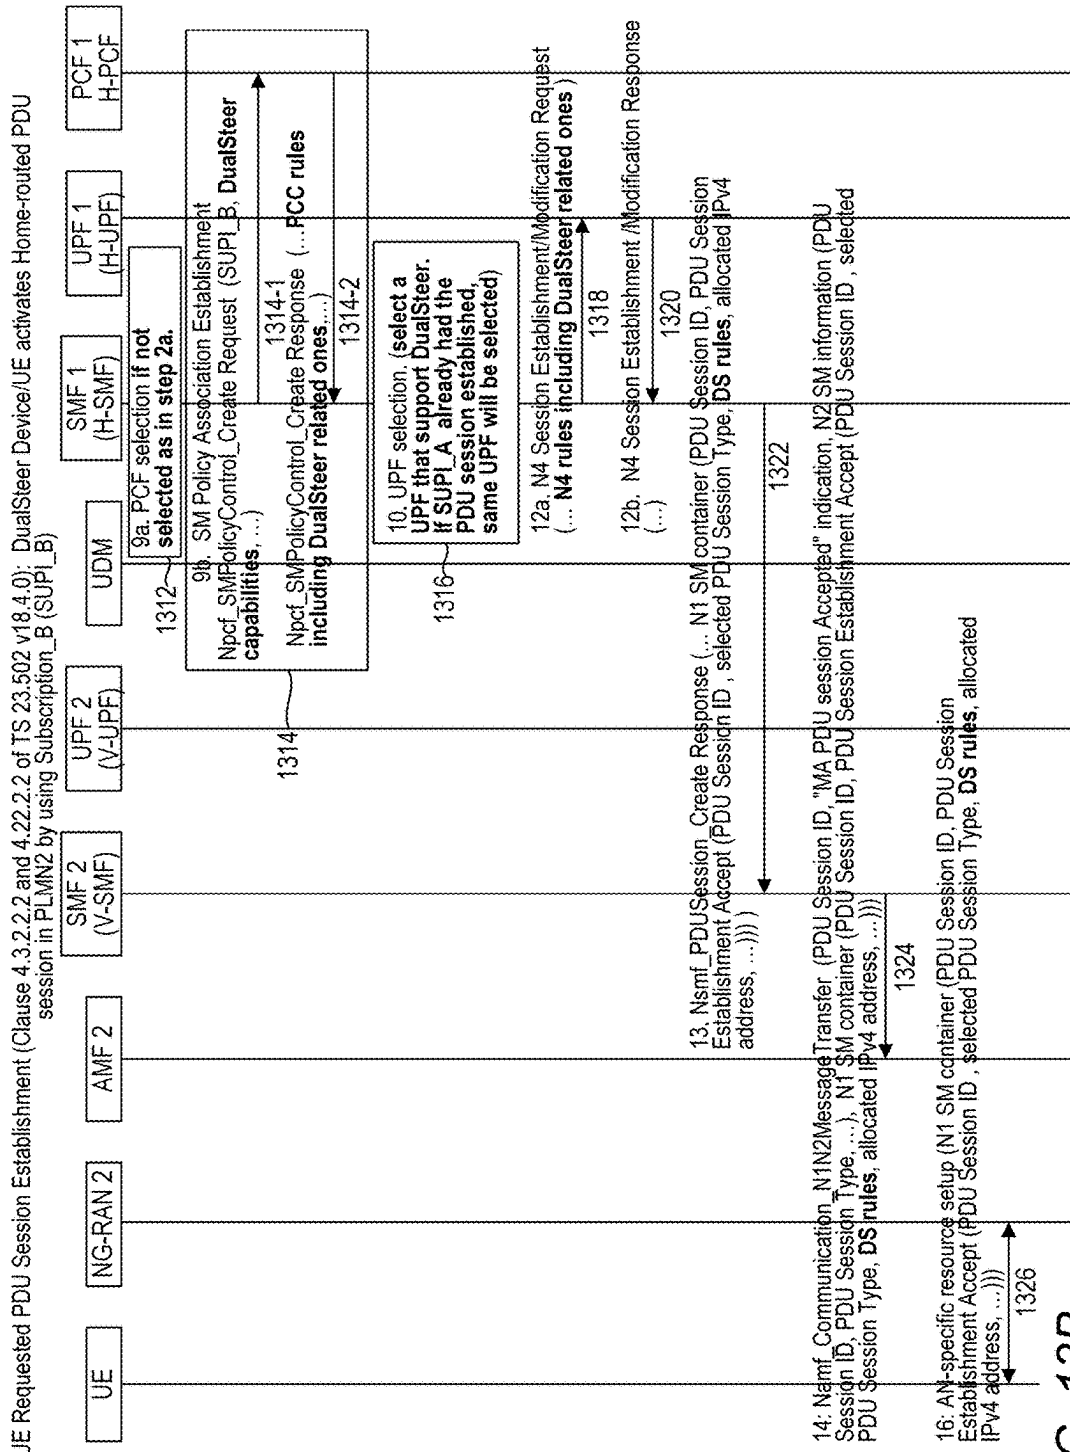 UE Requested PDU Session Establishment (Clause 4.3.2.2.2 and 4.22.2.2 of TS 23.502 v18.4.0): DualSteer Device/UE activates Home-routed PDU
session in PLMN2 by using Subscription_B (SUPI_B)
UE
NG-RAN 2
AMF 2
SMF 2
(V-SMF)
UPF 2
(V-UPF)
UDM
SMF 1
(H-SMF)
UPF 1
(H-UPF)
PCF 1
H-PCF
9a. PCF selection if not
selected as in step 2a.
1312
9b. SM Policy Association Establishment
Npcf_SMPolicyControl_Create Request (SUPI_B, DualSteer
capabilities, …)
1314-1
Npcf_SMPolicyControl_Create Response (…PCC rules
including DualSteer related ones,…)
1314-2
1314
10. UPF selection. (select a
UPF that support DualSteer.
If SUPI_A already had the
PDU session established,
same UPF will be selected)
1316
12a. N4 Session Establishment/Modification Request
(... N4 rules including DualSteer related ones )
1318
12b. N4 Session Establishment /Modification Response
(…)
1320
13. Nsmf_PDUSession_Create Response (... N1 SM container (PDU Session ID, PDU Session
Establishment Accept (PDU Session ID , selected PDU Session Type, DS rules, allocated IPv4
address, …))) )
1322
14: Namf_Communication_N1N2MessageTransfer (PDU Session ID, "MA PDU session Accepted" indication, N2 SM information (PDU
Session ID, PDU Session Type, …), N1 SM container (PDU Session ID, PDU Session Establishment Accept (PDU Session ID , selected
PDU Session Type, DS rules, allocated IPv4 address, …)))
1324
16: AN-specific resource setup (N1 SM container (PDU Session ID, PDU Session
Establishment Accept (PDU Session ID , selected PDU Session Type, DS rules, allocated
IPv4 address, …)))
1326